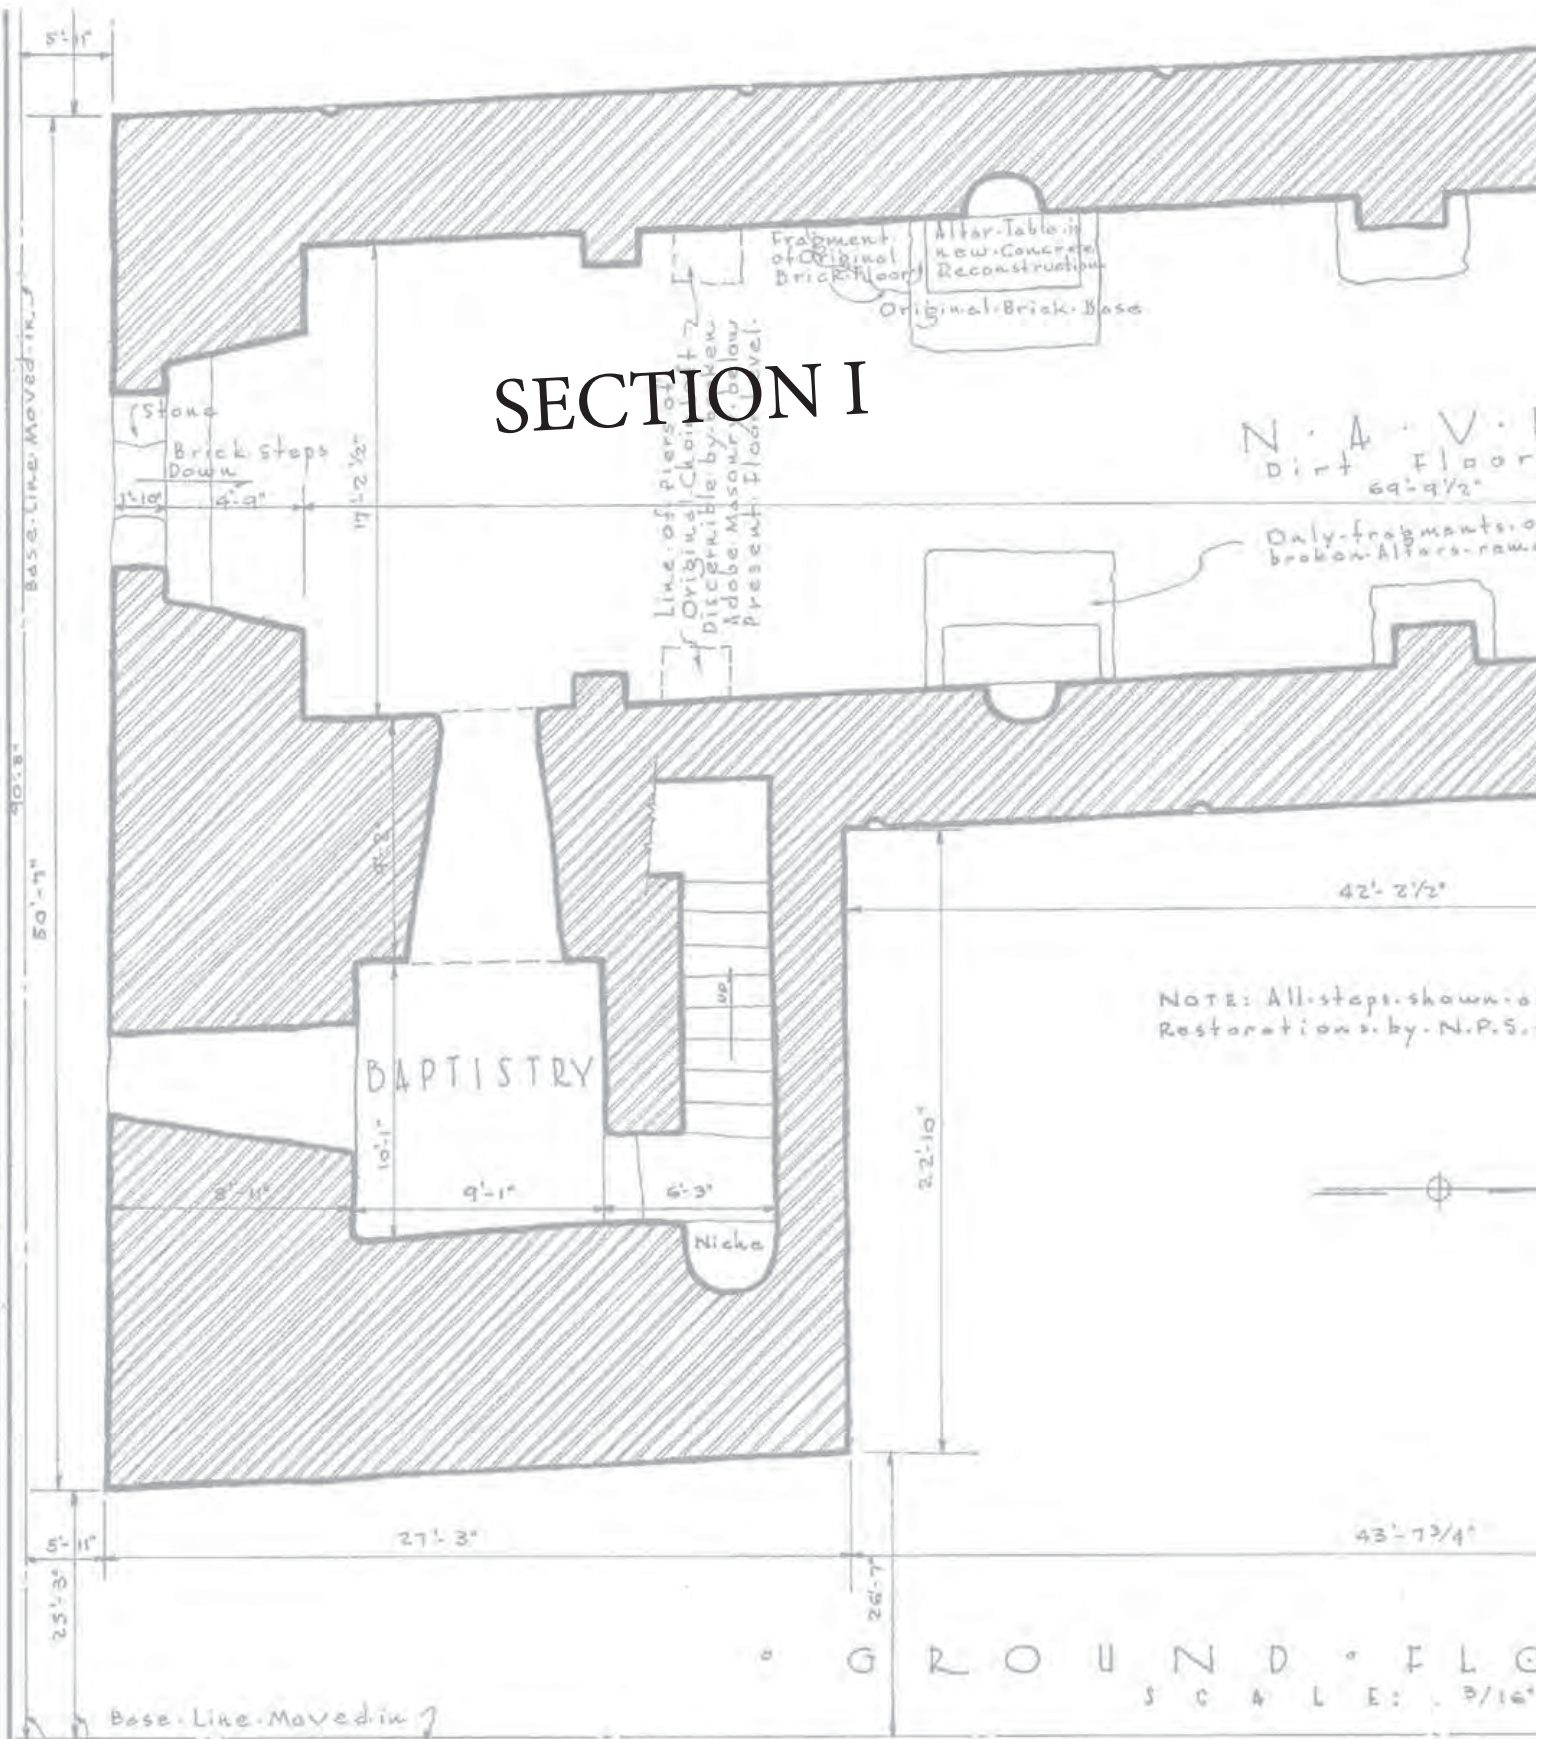 5'-11"
Base.Line.Moved-in.
Fragment
of Original
Brick-Floor
Altar-Table in
new-Concrete
Reconstruction
Original-Brick-Base
SECTION I
Stone
Brick steps
Down
1'-10"
4'-9"
17'-2 1/2"
Line of Piers of
Original Choir
Discernible by broken
Adobe Masonry below
Present Floor Level.
N . A . V .
Dirt Floor
69'-9 1/2"
Only-fragments.
broken.Altars-
90'-8"
50'-7"
42'-2 1/2"
UP
NOTE: All.steps.shown.
Restorations.by.N.P.S.
BAPTISTRY
10'-1"
22'-10"
8'-11"
9'-1"
6'-3"
Niche
5'-11"
27'-3"
43'-7 3/4"
26'-7"
GROUND • FLO
SCALE: 3/16"
Base.Line.Moved.in